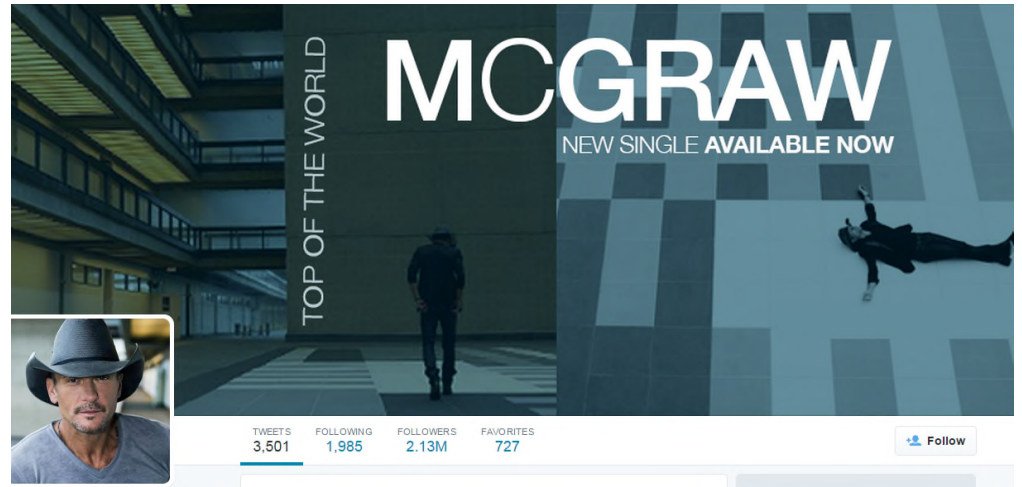 TOP OF THE WORLD
MCGRAW
NEW SINGLE AVAILABLE NOW
TWEETS
3,501
FOLLOWING
1,985
FOLLOWERS
2.13M
FAVORITES
727
Follow